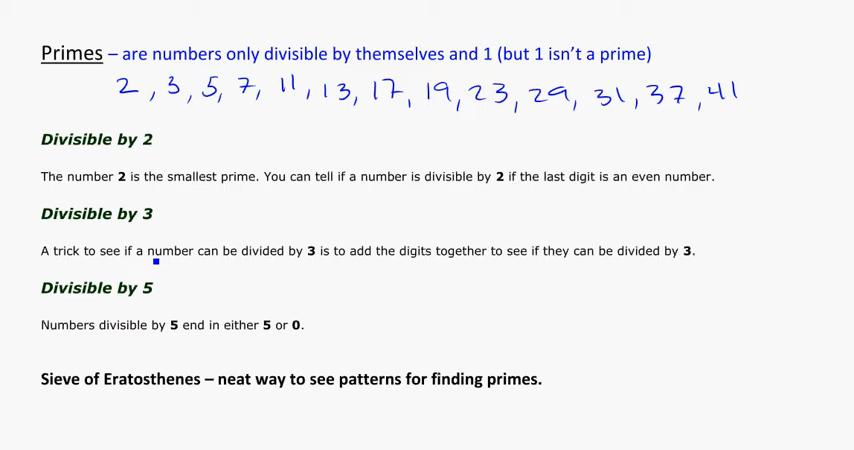 Primes – are numbers only divisible by themselves and 1 (but 1 isn't a prime)
2, 3, 5, 7, 11, 13, 17, 19, 23, 29, 31, 37, 41
Divisible by 2
The number 2 is the smallest prime. You can tell if a number is divisible by 2 if the last digit is an even number.
Divisible by 3
A trick to see if a number can be divided by 3 is to add the digits together to see if they can be divided by 3.
Divisible by 5
Numbers divisible by 5 end in either 5 or 0.
Sieve of Eratosthenes – neat way to see patterns for finding primes.